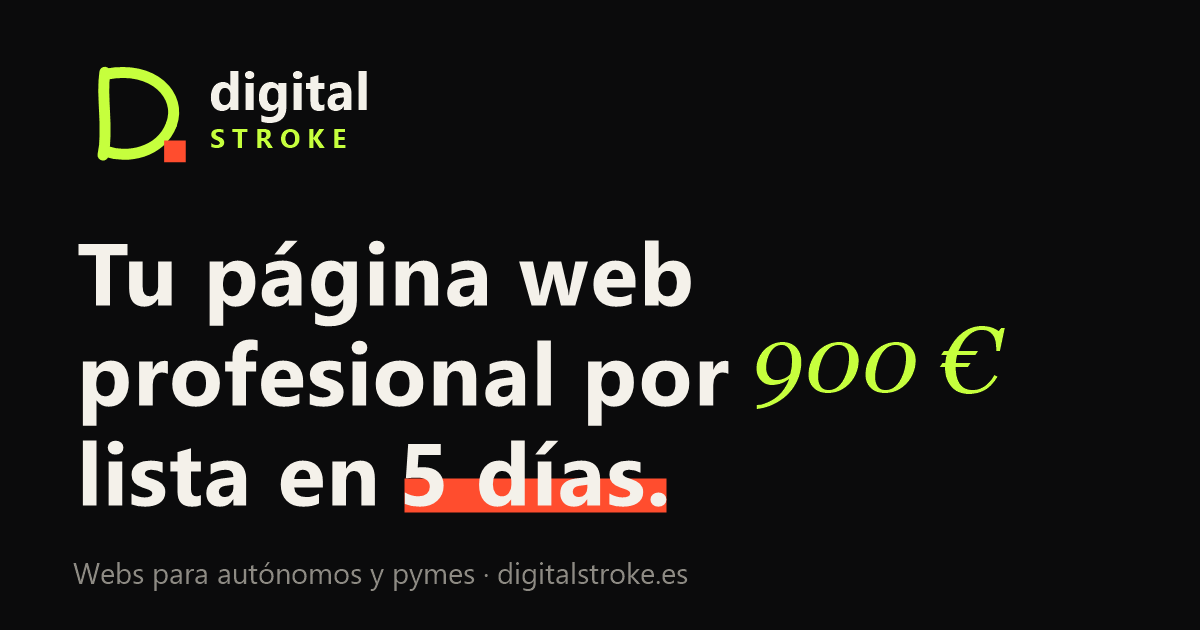 digital
STROKE
Tu página web
profesional por 900 €
lista en 5 días.
Webs para autónomos y pymes · digitalstroke.es